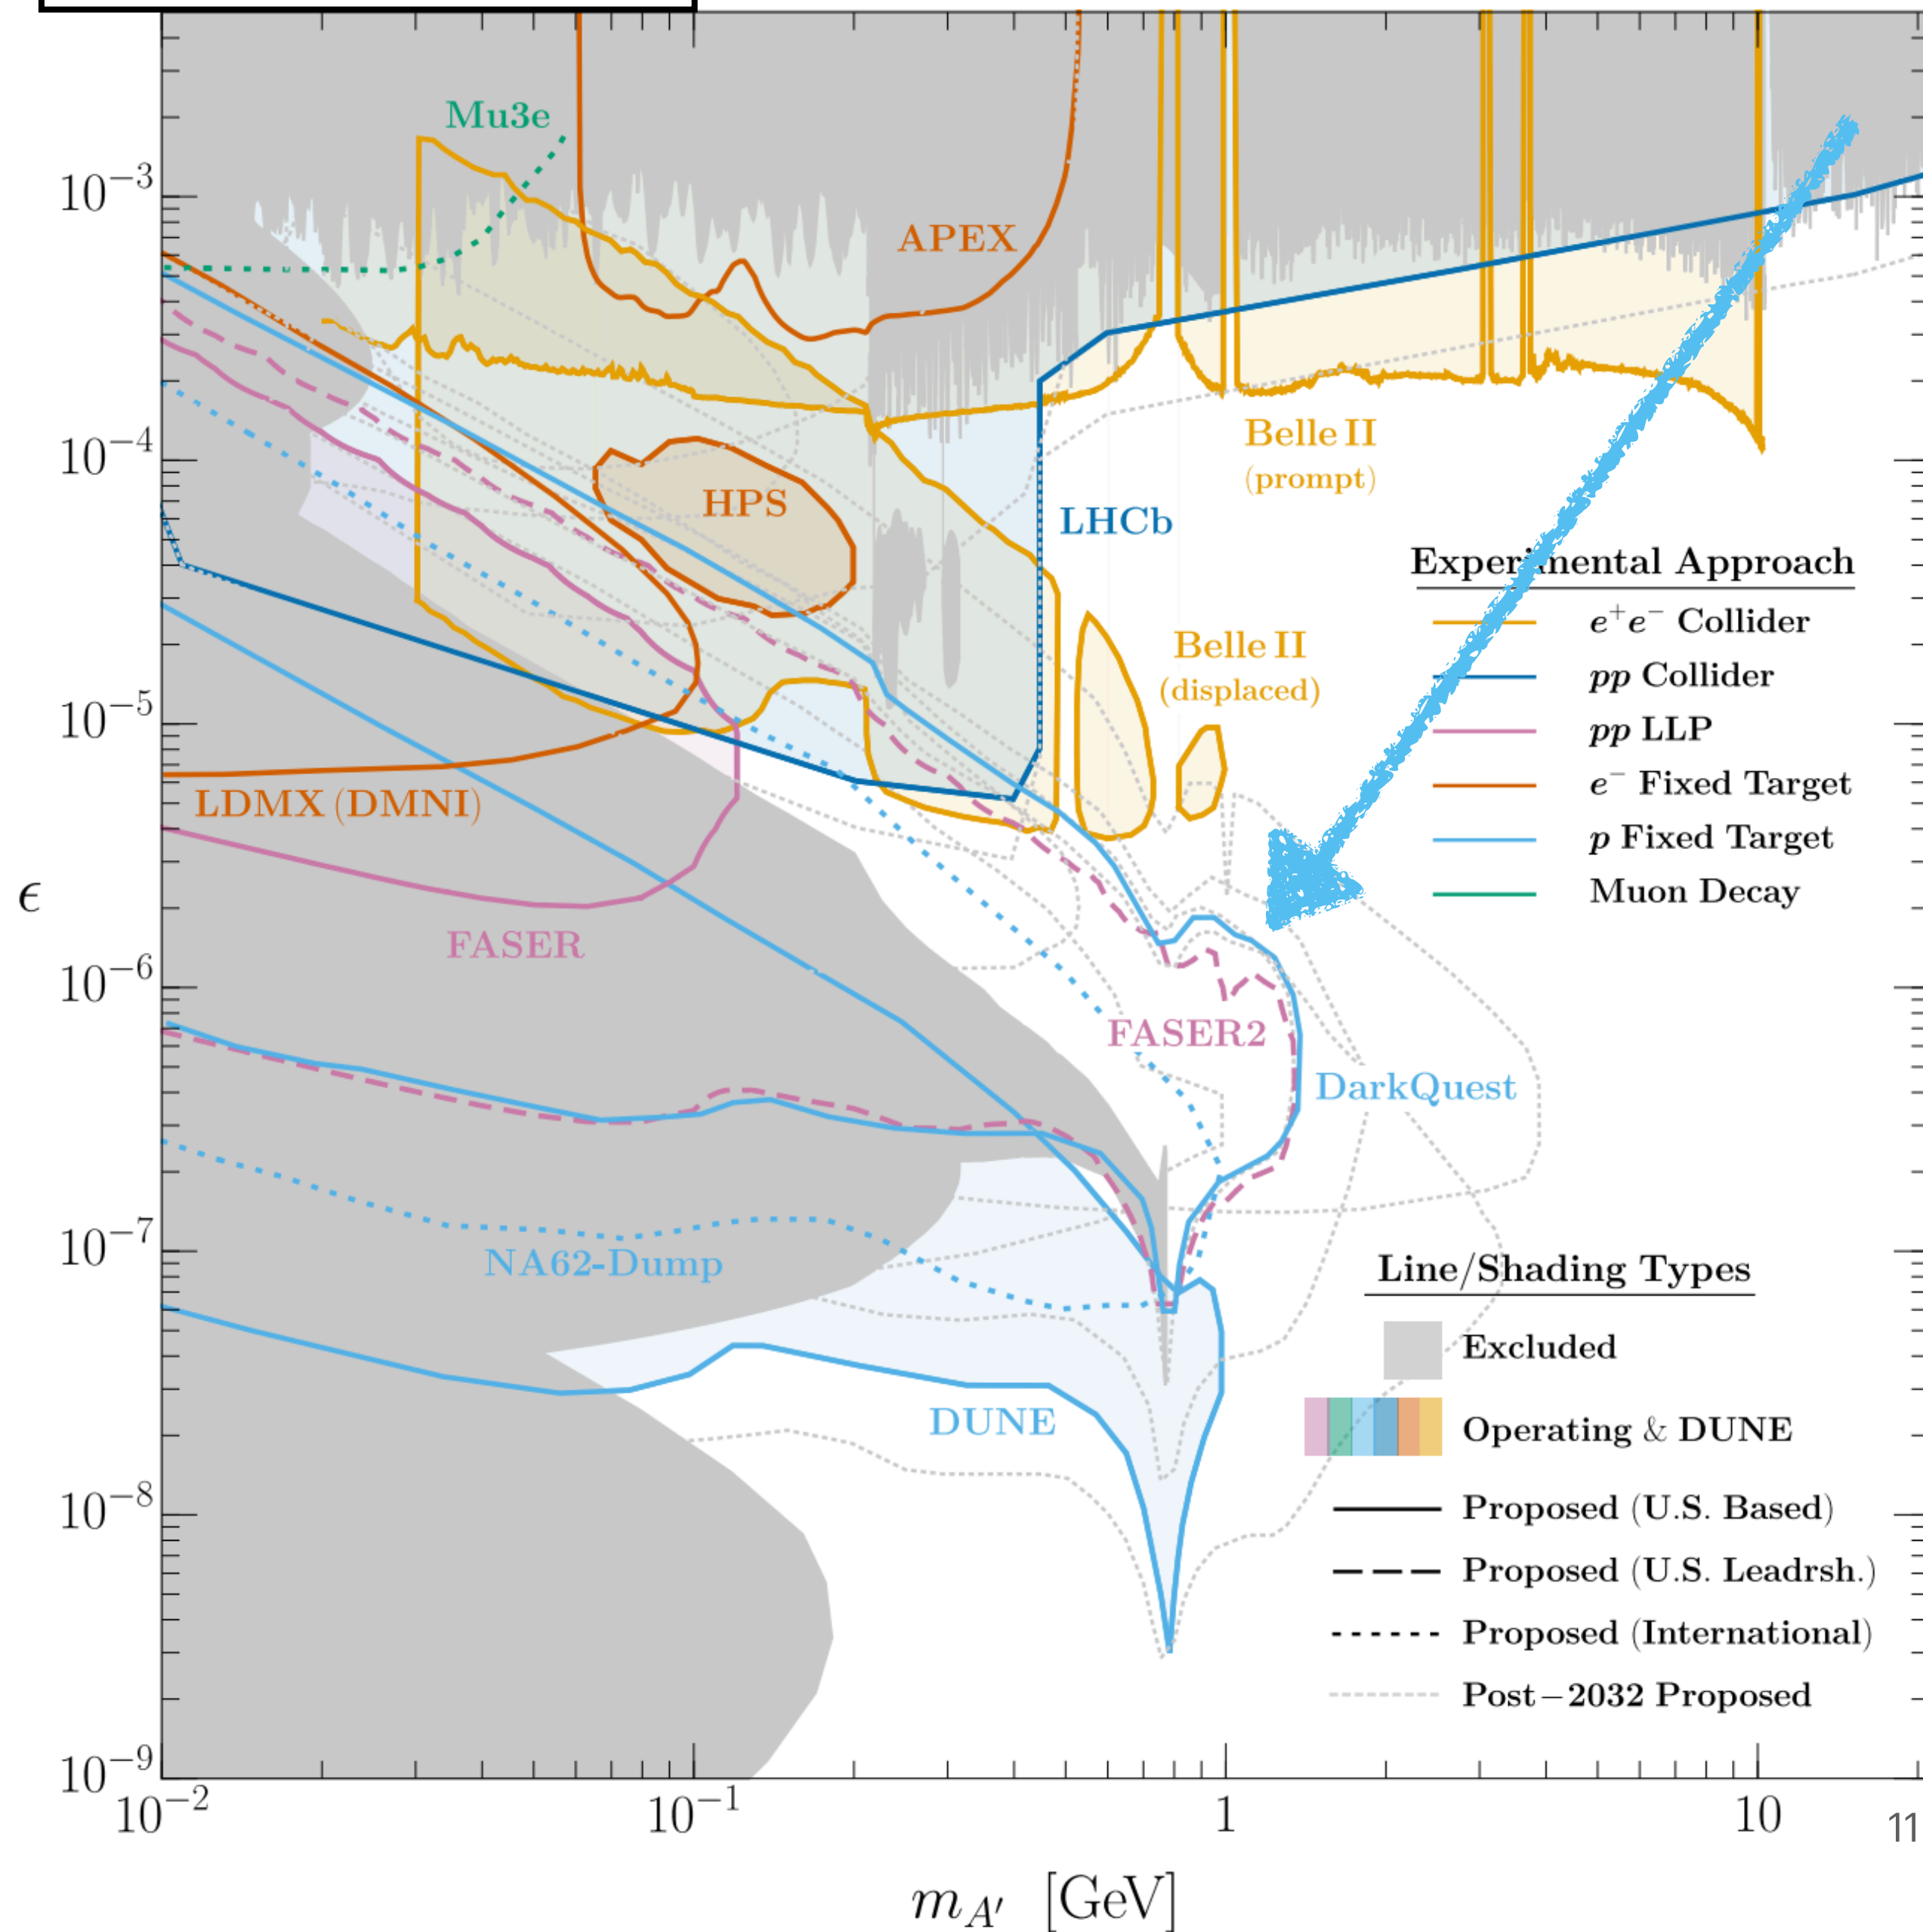 Mu3e
10⁻³
APEX
10⁻⁴
Belle II
(prompt)
HPS
LHCb
Experimental Approach
e⁺e⁻ Collider
Belle II
(displaced)
pp Collider
10⁻⁵
pp LLP
e⁻ Fixed Target
LDMX (DMNI)
p Fixed Target
ϵ
Muon Decay
FASER
10⁻⁶
FASER2
DarkQuest
10⁻⁷
NA62-Dump
Line/Shading Types
Excluded
DUNE
Operating & DUNE
10⁻⁸
Proposed (U.S. Based)
Proposed (U.S. Leadrsh.)
Proposed (International)
Post−2032 Proposed
10⁻⁹
10⁻² 10⁻¹ 1 10
11
m_A′ [GeV]